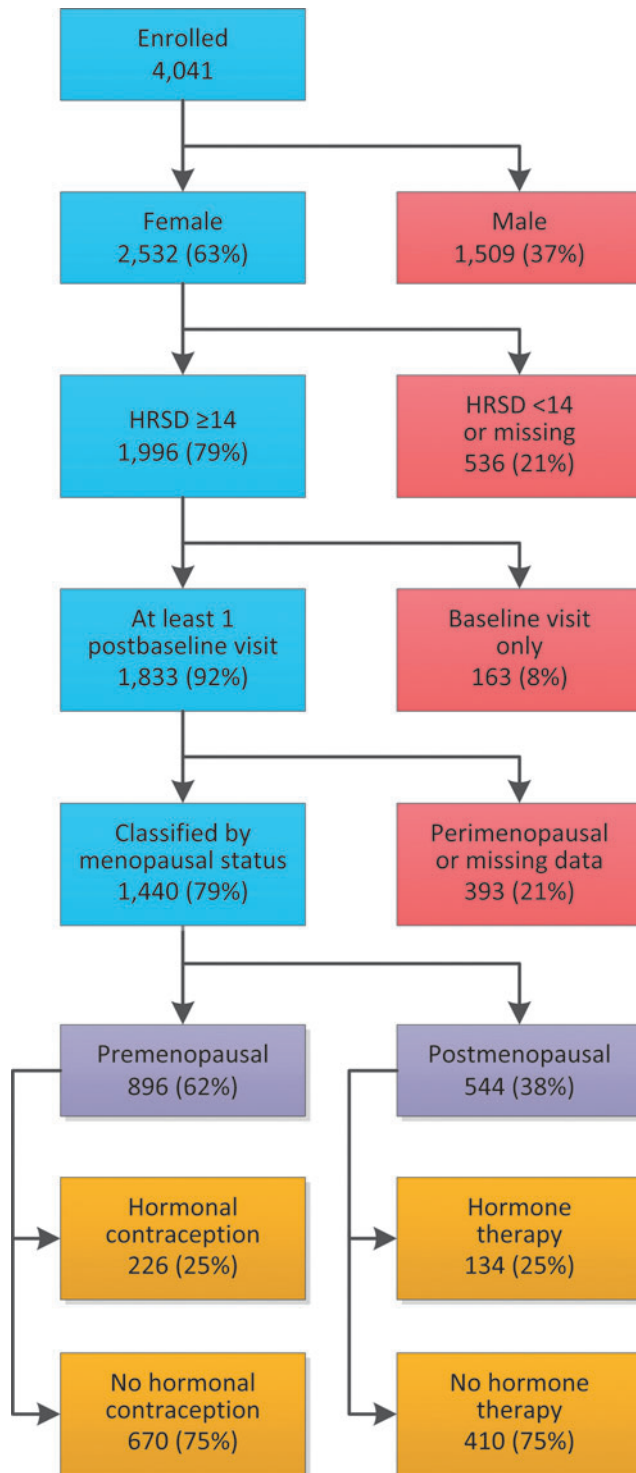 Enrolled
4,041
Female
2,532 (63%)
Male
1,509 (37%)
HRSD ≥14
1,996 (79%)
HRSD <14
or missing
536 (21%)
At least 1
postbaseline visit
1,833 (92%)
Baseline visit
only
163 (8%)
Classified by
menopausal status
1,440 (79%)
Perimenopausal
or missing data
393 (21%)
Premenopausal
896 (62%)
Postmenopausal
544 (38%)
Hormonal
contraception
226 (25%)
Hormone
therapy
134 (25%)
No hormonal
contraception
670 (75%)
No hormone
therapy
410 (75%)